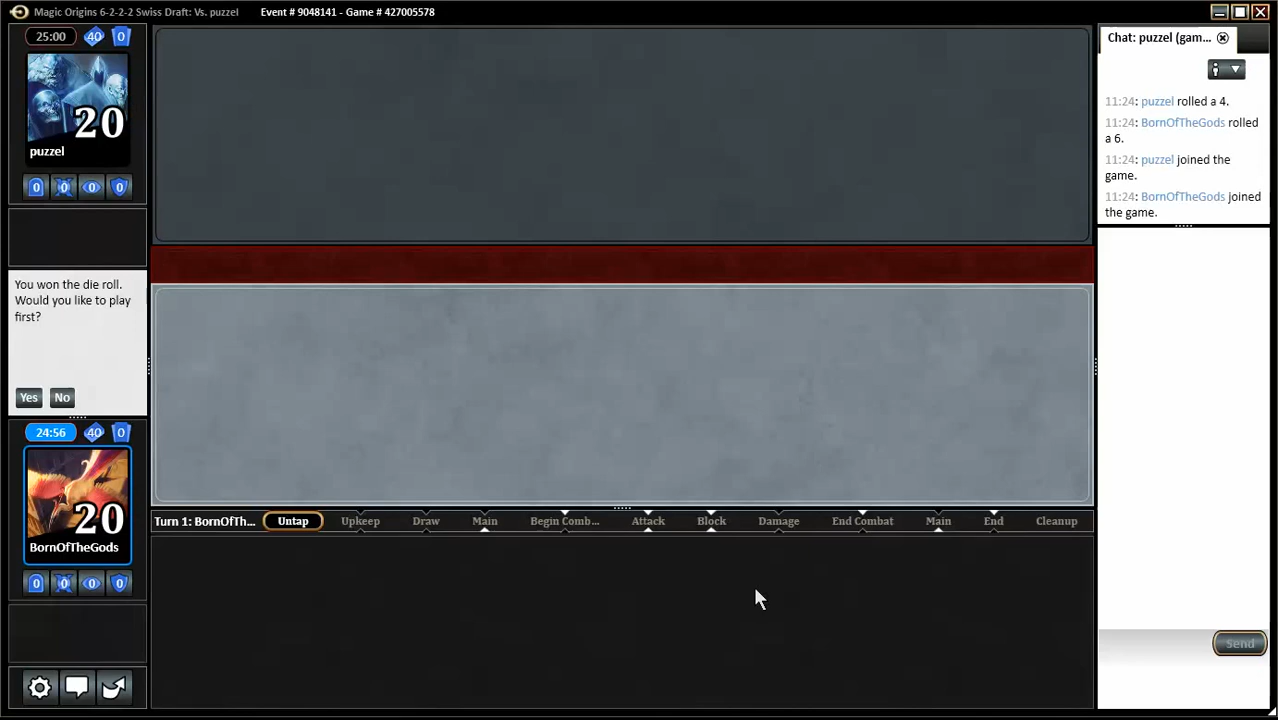 Magic Origins 6-2-2-2 Swiss Draft: Vs. puzzel
Event # 9048141 - Game # 427005578
25:00
40
0
20
puzzel
0
0
0
0
You won the die roll.
Would you like to play
first?
Yes
No
24:56
40
0
20
BornOfTheGods
0
0
0
0
Turn 1: BornOfTh...
Untap
Upkeep
Draw
Main
Begin Comb...
Attack
Block
Damage
End Combat
Main
End
Cleanup
Chat: puzzel (gam...
11:24: puzzel rolled a 4.
11:24: BornOfTheGods rolled
a 6.
11:24: puzzel joined the
game.
11:24: BornOfTheGods joined
the game.
Send